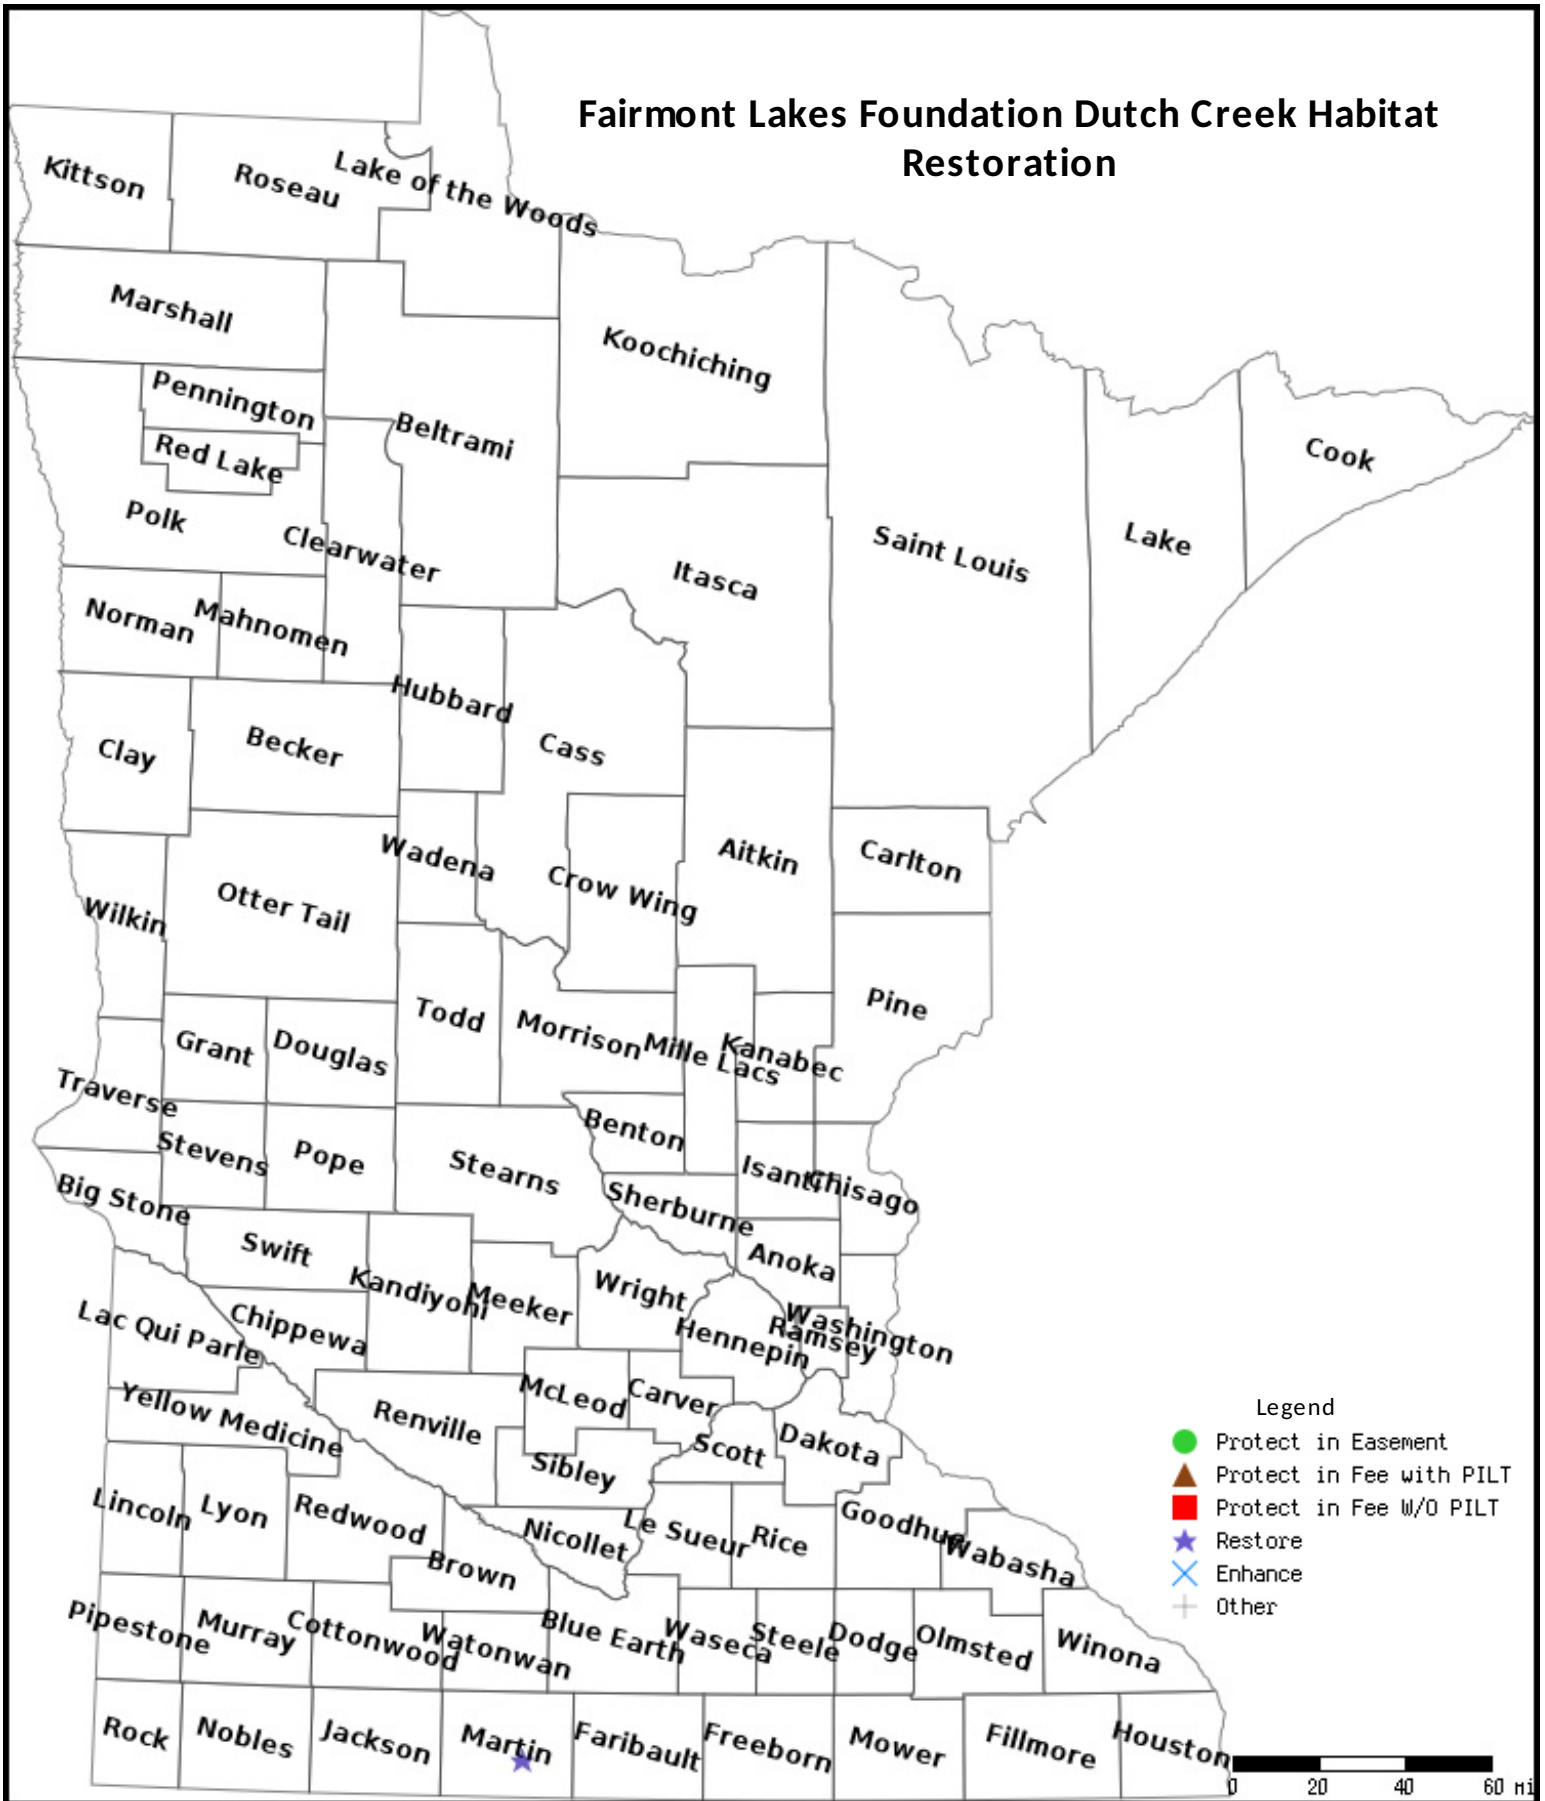 Fairmont Lakes Foundation Dutch Creek Habitat
Restoration
Kittson
Roseau
Lake of the Woods
Marshall
Koochiching
Pennington
Beltrami
Red Lake
Cook
Polk
Clearwater
Saint Louis
Lake
Itasca
Norman
Mahnomen
Hubbard
Clay
Becker
Cass
Wadena
Aitkin
Carlton
Crow Wing
Otter Tail
Wilkin
Pine
Todd
Morrison
Mille Lacs
Kanabec
Grant
Douglas
Traverse
Benton
Stevens
Pope
Stearns
Isanti
Chisago
Big Stone
Sherburne
Swift
Anoka
Kandiyohi
Meeker
Wright
Washington
Ramsey
Hennepin
Lac Qui Parle
Chippewa
McLeod
Carver
Yellow Medicine
Renville
Scott
Dakota
Sibley
Lincoln
Lyon
Redwood
Nicollet
Le Sueur
Rice
Goodhue
Wabasha
Brown
Pipestone
Murray
Cottonwood
Watonwan
Blue Earth
Waseca
Steele
Dodge
Olmsted
Winona
Rock
Nobles
Jackson
Martin
Faribault
Freeborn
Mower
Fillmore
Houston
Legend
Protect in Easement
Protect in Fee with PILT
Protect in Fee W/O PILT
Restore
Enhance
Other
0 20 40 60 Mi